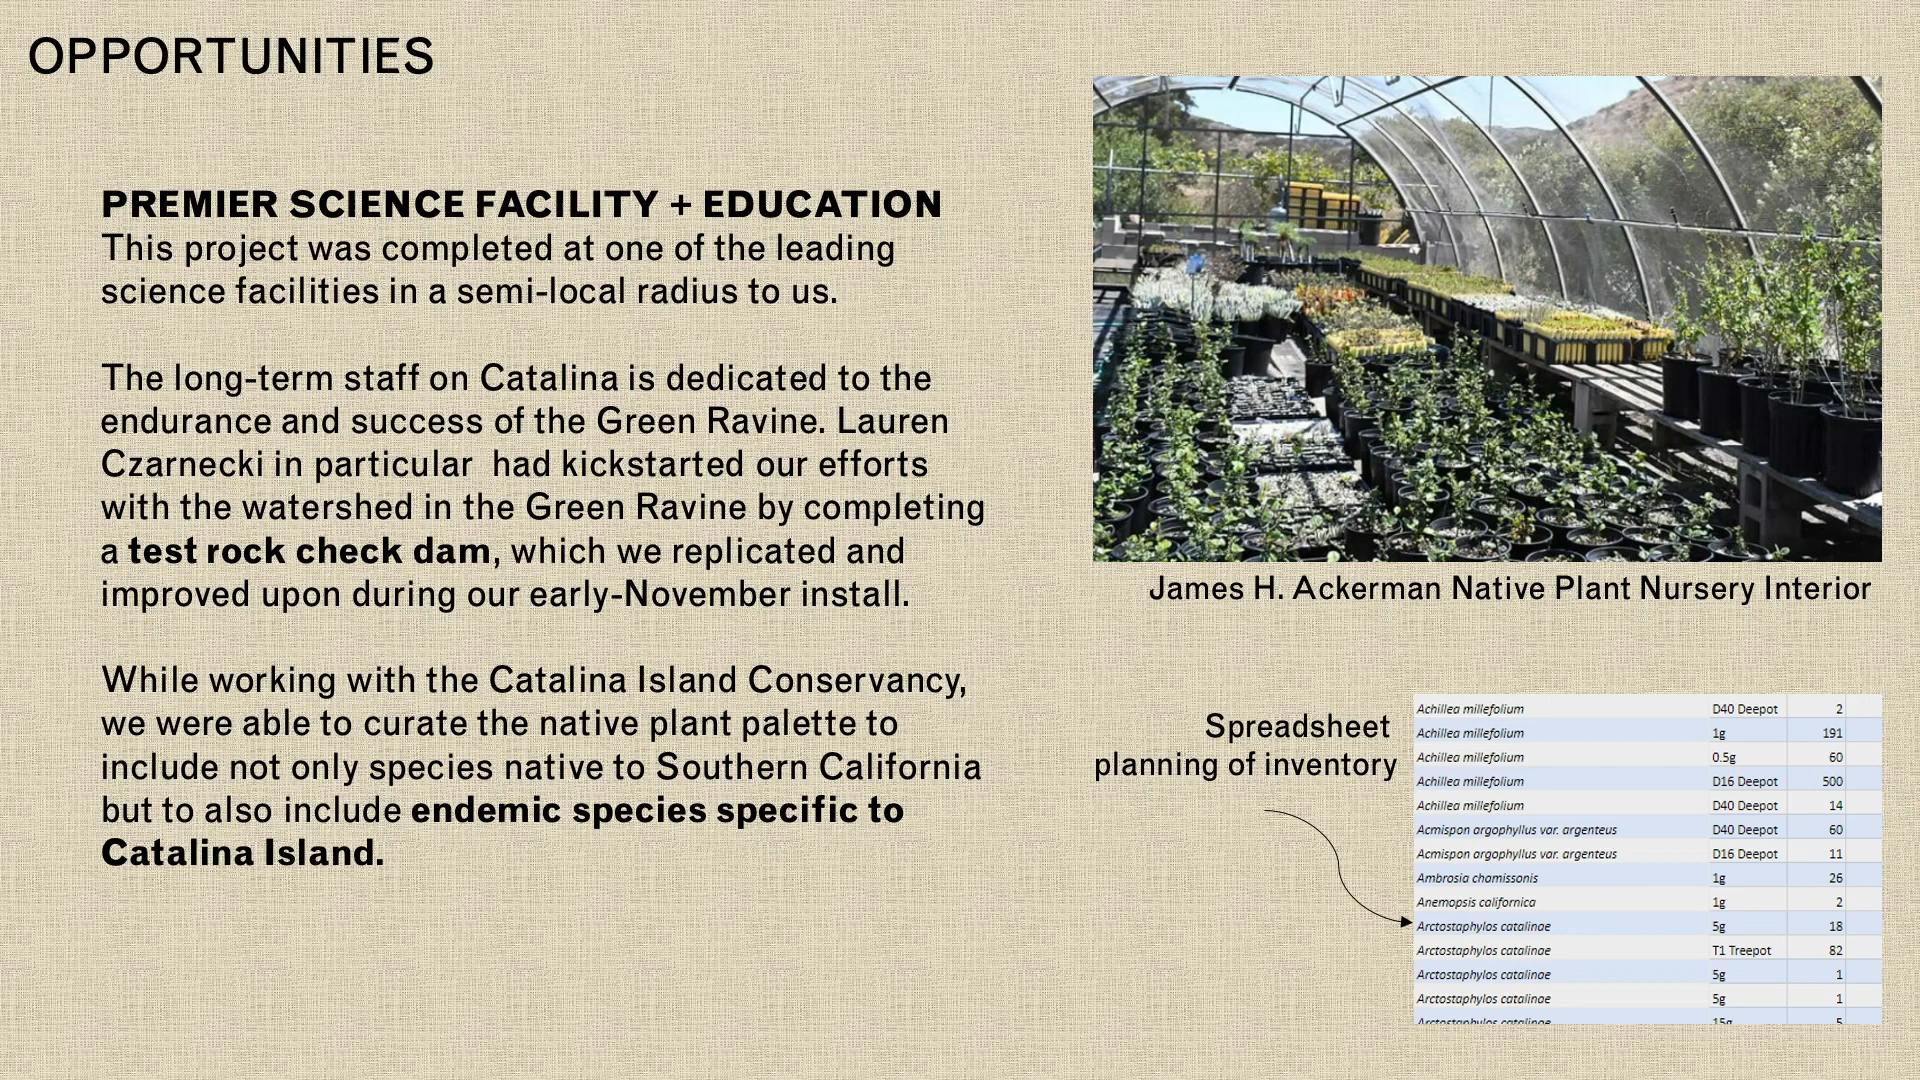 OPPORTUNITIES
PREMIER SCIENCE FACILITY + EDUCATION
This project was completed at one of the leading
science facilities in a semi-local radius to us.
The long-term staff on Catalina is dedicated to the
endurance and success of the Green Ravine. Lauren
Czarnecki in particular  had kickstarted our efforts
with the watershed in the Green Ravine by completing
a test rock check dam, which we replicated and
improved upon during our early-November install.
While working with the Catalina Island Conservancy,
we were able to curate the native plant palette to
include not only species native to Southern California
but to also include endemic species specific to
Catalina Island.
James H. Ackerman Native Plant Nursery Interior
Spreadsheet
planning of inventory
Achillea millefolium D40 Deepot 2
Achillea millefolium 1g 191
Achillea millefolium 0.5g 60
Achillea millefolium D16 Deepot 500
Achillea millefolium D40 Deepot 14
Acmispon argophyllus var. argenteus D40 Deepot 60
Acmispon argophyllus var. argenteus D16 Deepot 11
Ambrosia chamissonis 1g 26
Anemopsis californica 1g 2
Arctostaphylos catalinae 5g 18
Arctostaphylos catalinae T1 Treepot 82
Arctostaphylos catalinae 5g 1
Arctostaphylos catalinae 5g 1
Arctostaphylos catalinae 15g 5